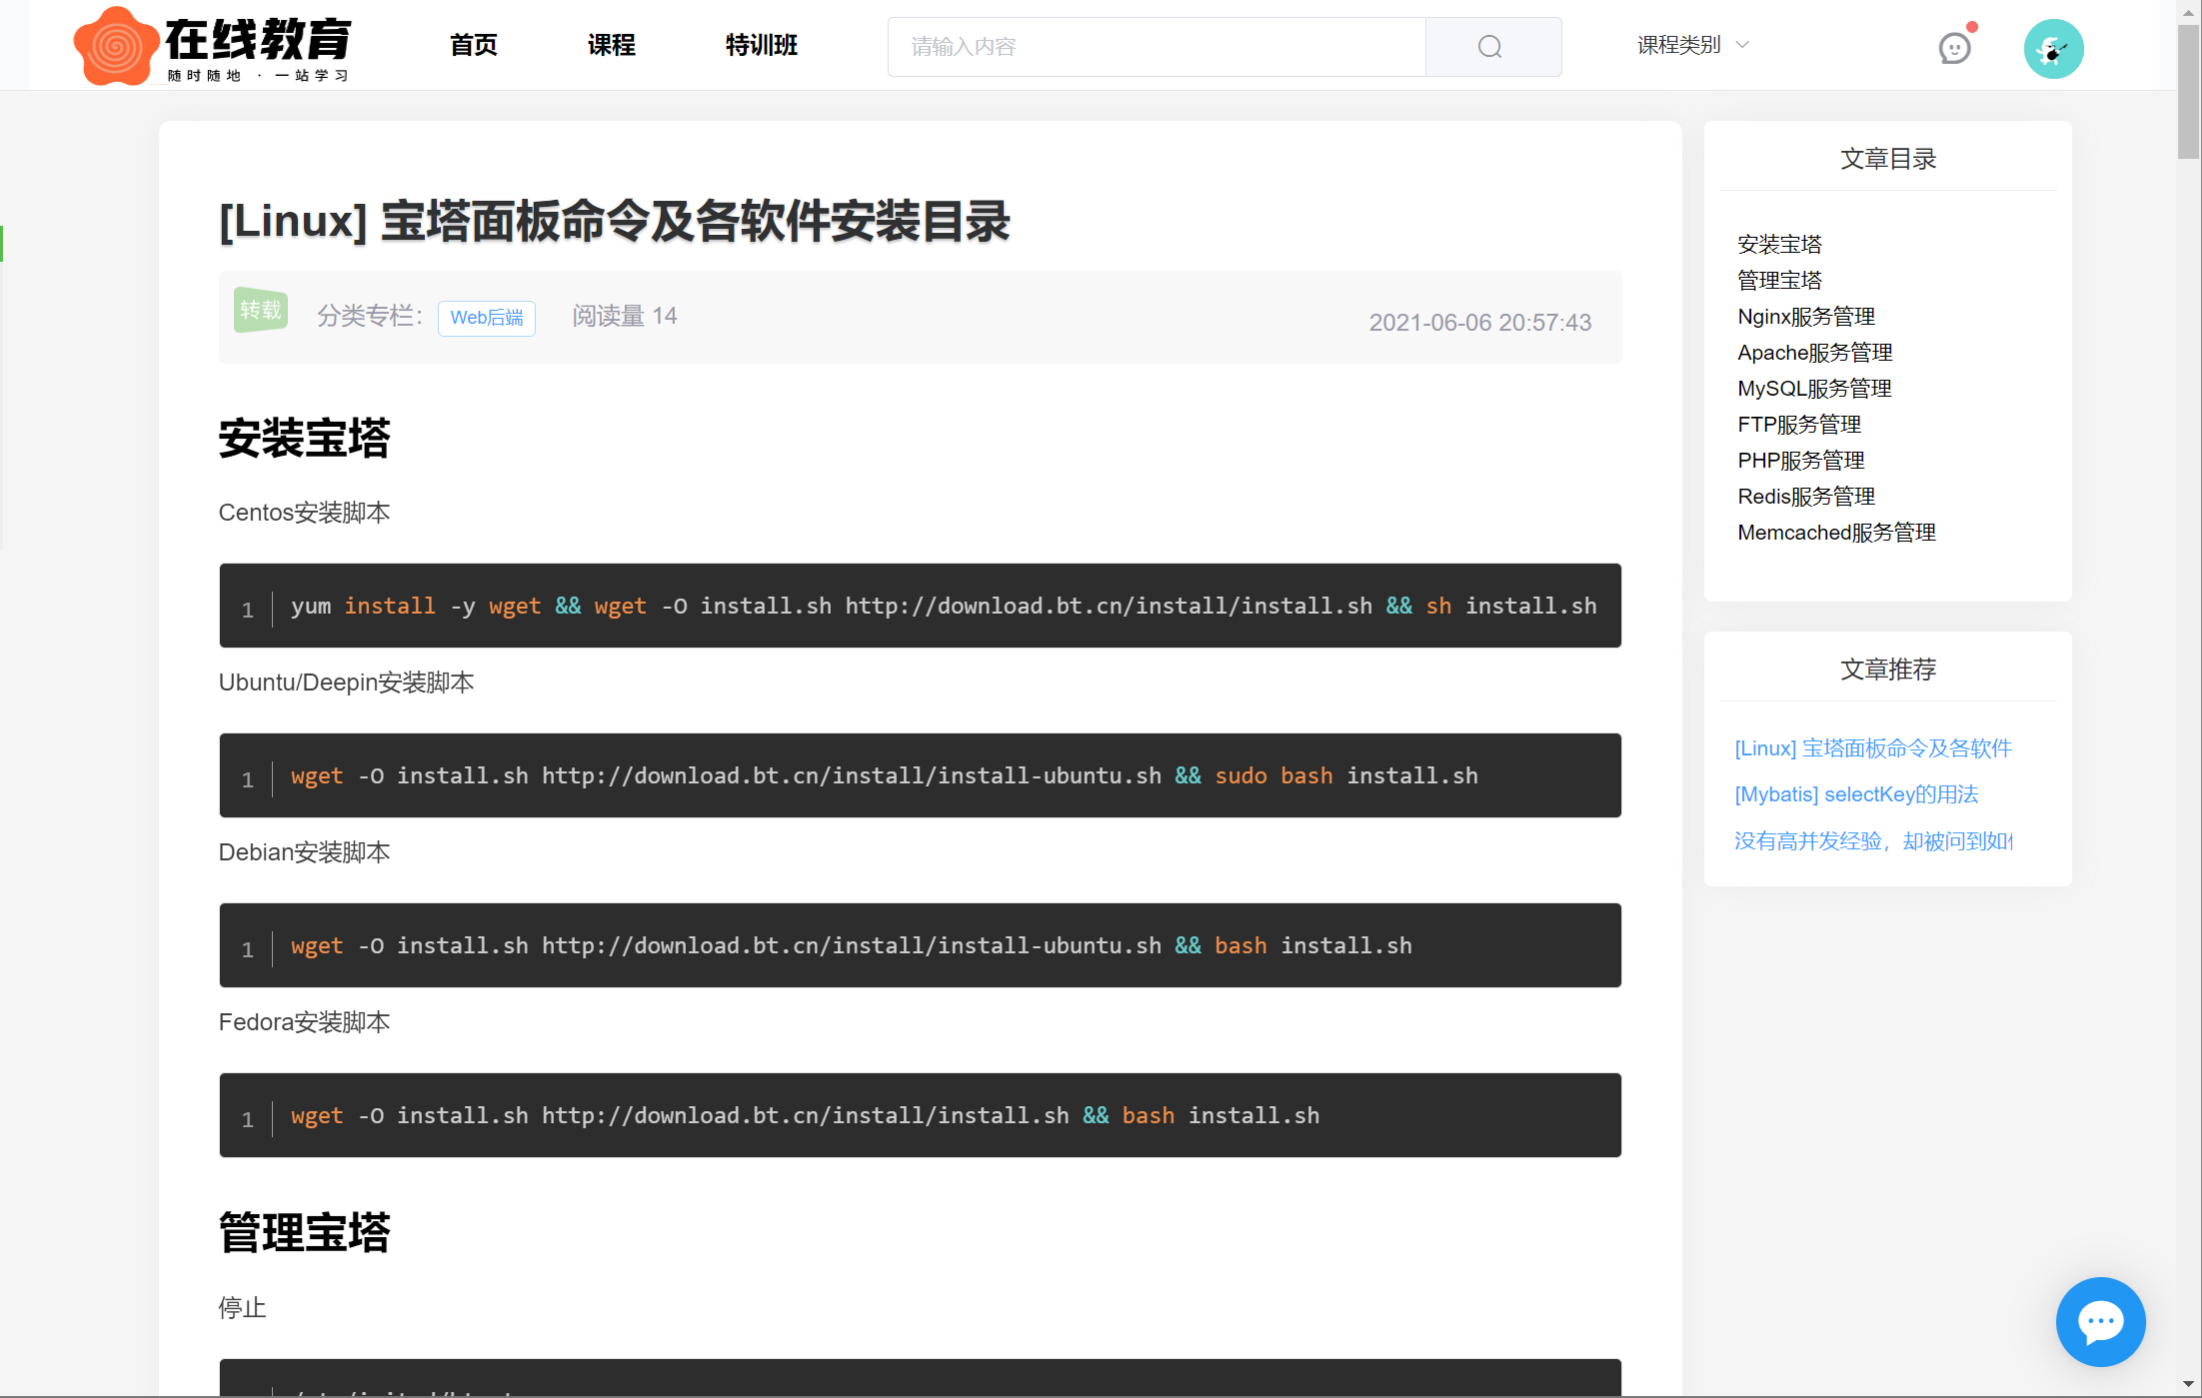 在线教育
随时随地 · 一站学习
首页
课程
特训班
请输入内容
课程类别
[Linux] 宝塔面板命令及各软件安装目录
转载
分类专栏：
Web后端
阅读量 14
2021-06-06 20:57:43
安装宝塔
Centos安装脚本
1 yum install -y wget && wget -O install.sh http://download.bt.cn/install/install.sh && sh install.sh
Ubuntu/Deepin安装脚本
1 wget -O install.sh http://download.bt.cn/install/install-ubuntu.sh && sudo bash install.sh
Debian安装脚本
1 wget -O install.sh http://download.bt.cn/install/install-ubuntu.sh && bash install.sh
Fedora安装脚本
1 wget -O install.sh http://download.bt.cn/install/install.sh && bash install.sh
管理宝塔
停止
文章目录
安装宝塔
管理宝塔
Nginx服务管理
Apache服务管理
MySQL服务管理
FTP服务管理
PHP服务管理
Redis服务管理
Memcached服务管理
文章推荐
[Linux] 宝塔面板命令及各软件
[Mybatis] selectKey的用法
没有高并发经验，却被问到如